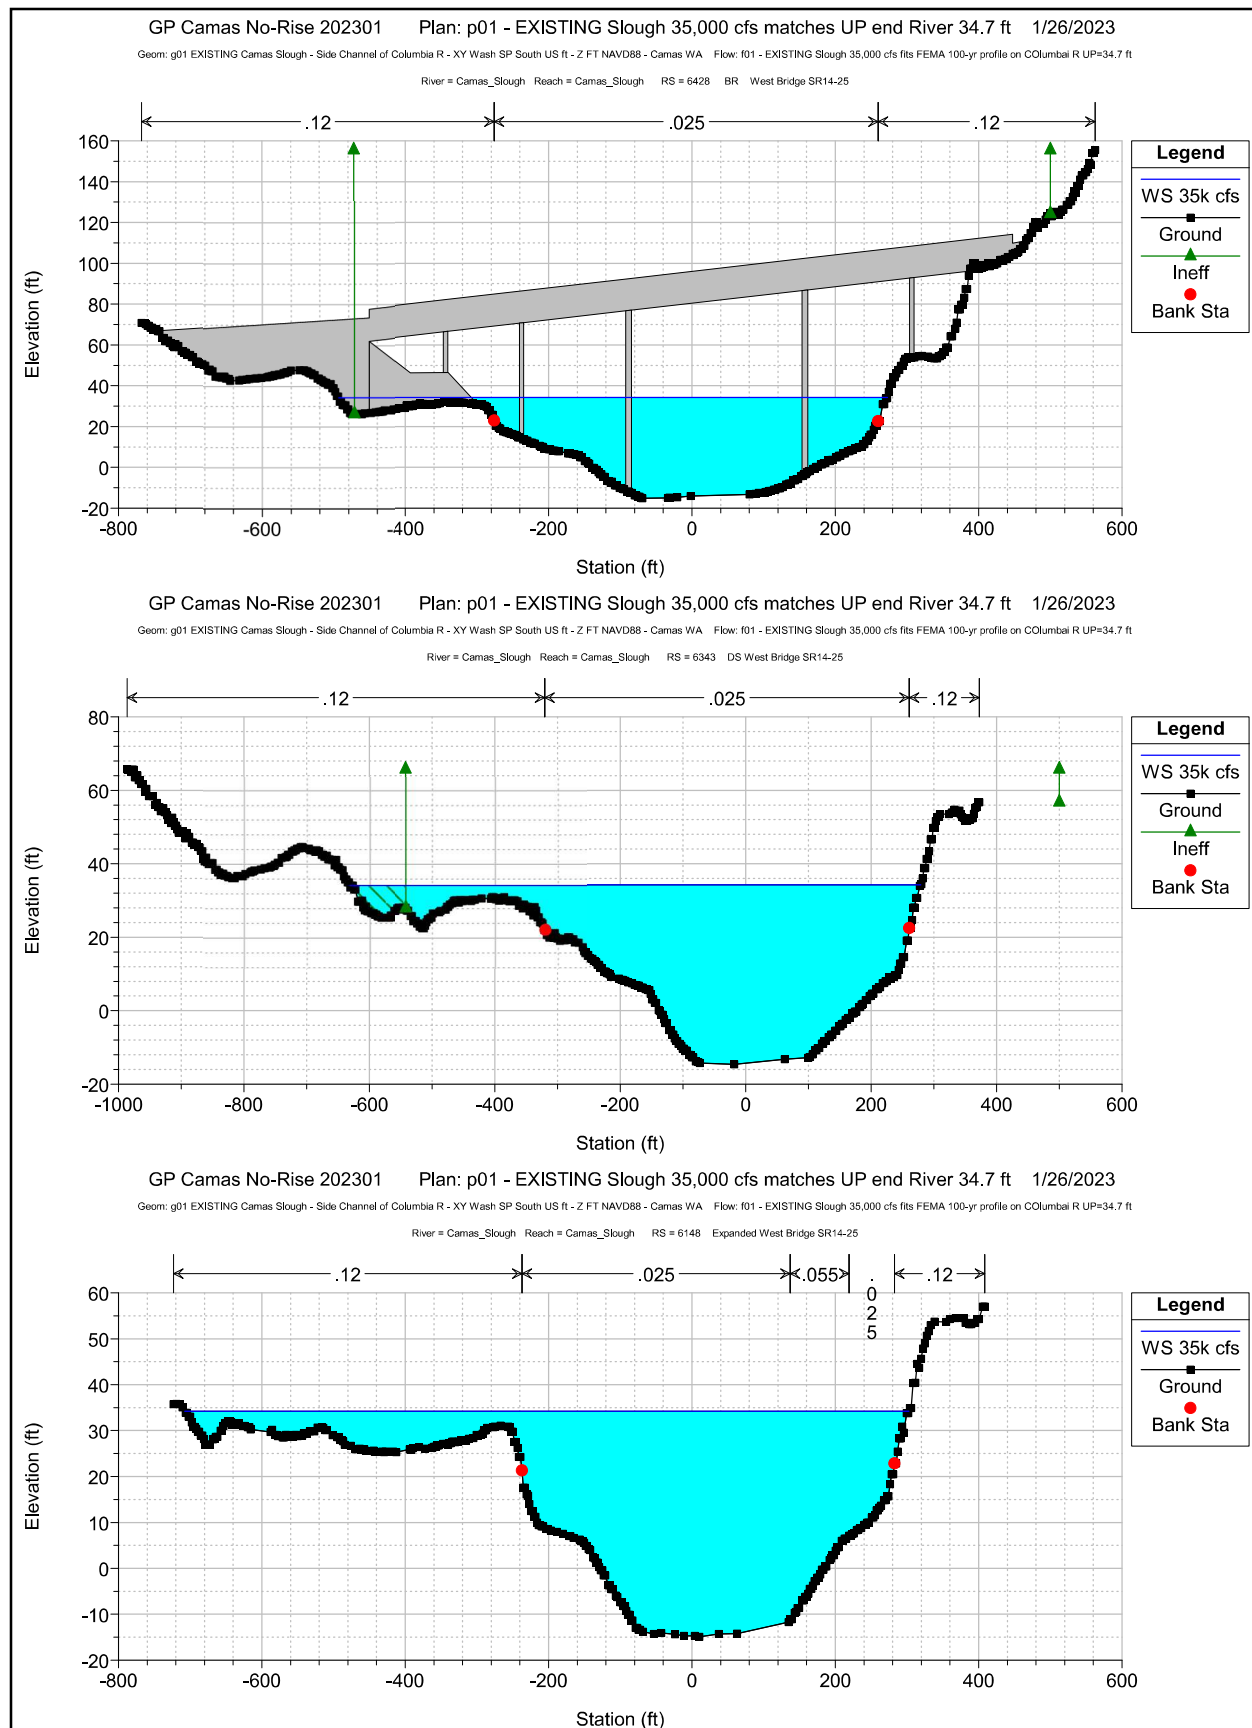 GP Camas No-Rise 202301 Plan: p01 - EXISTING Slough 35,000 cfs matches UP end River 34.7 ft 1/26/2023
Geom: g01 EXISTING Camas Slough - Side Channel of Columbia R - XY Wash SP South US ft - Z FT NAVD88 - Camas WA Flow: f01 - EXISTING Slough 35,000 cfs fits FEMA 100-yr profile on COlumbai R UP=34.7 ft
River = Camas_Slough Reach = Camas_Slough RS = 6428 BR West Bridge SR14-25
.12 .025 .12
160
140
120
100
80
60
40
20
0
-20
Elevation (ft)
-800 -600 -400 -200 0 200 400 600
Station (ft)
Legend
WS 35k cfs
Ground
Ineff
Bank Sta
GP Camas No-Rise 202301 Plan: p01 - EXISTING Slough 35,000 cfs matches UP end River 34.7 ft 1/26/2023
Geom: g01 EXISTING Camas Slough - Side Channel of Columbia R - XY Wash SP South US ft - Z FT NAVD88 - Camas WA Flow: f01 - EXISTING Slough 35,000 cfs fits FEMA 100-yr profile on COlumbai R UP=34.7 ft
River = Camas_Slough Reach = Camas_Slough RS = 6343 DS West Bridge SR14-25
.12 .025 .12
80
60
40
20
0
-20
Elevation (ft)
-1000 -800 -600 -400 -200 0 200 400 600
Station (ft)
Legend
WS 35k cfs
Ground
Ineff
Bank Sta
GP Camas No-Rise 202301 Plan: p01 - EXISTING Slough 35,000 cfs matches UP end River 34.7 ft 1/26/2023
Geom: g01 EXISTING Camas Slough - Side Channel of Columbia R - XY Wash SP South US ft - Z FT NAVD88 - Camas WA Flow: f01 - EXISTING Slough 35,000 cfs fits FEMA 100-yr profile on COlumbai R UP=34.7 ft
River = Camas_Slough Reach = Camas_Slough RS = 6148 Expanded West Bridge SR14-25
.12 .025 .055 .025 .12
60
50
40
30
20
10
0
-10
-20
Elevation (ft)
-800 -600 -400 -200 0 200 400 600
Station (ft)
Legend
WS 35k cfs
Ground
Bank Sta